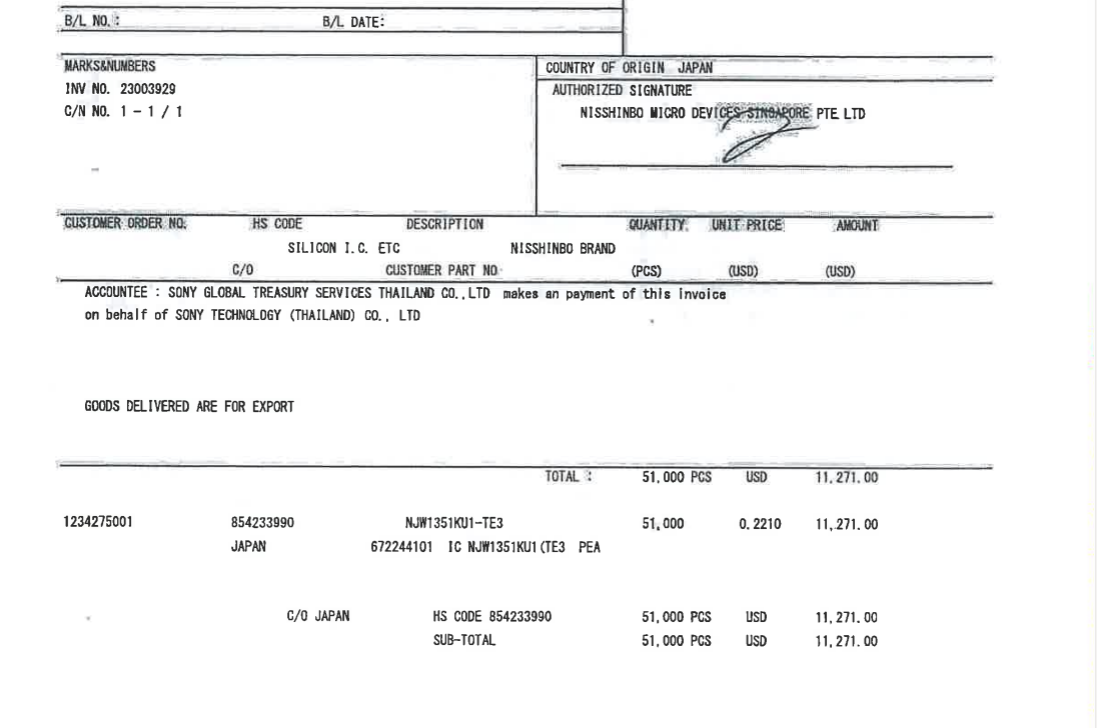 B/L NO. : B/L DATE:
MARKS&NUMBERS
INV NO. 23003929
C/N NO. 1 - 1 / 1
COUNTRY OF ORIGIN JAPAN
AUTHORIZED SIGNATURE
NISSHINBO MICRO DEVICES SINGAPORE PTE LTD
CUSTOMER ORDER NO. HS CODE DESCRIPTION QUANTITY UNIT PRICE AMOUNT
SILICON I.C. ETC NISSHINBO BRAND
C/O CUSTOMER PART NO. (PCS) (USD) (USD)
ACCOUNTEE : SONY GLOBAL TREASURY SERVICES THAILAND CO.,LTD makes an payment of this invoice
on behalf of SONY TECHNOLOGY (THAILAND) CO., LTD
GOODS DELIVERED ARE FOR EXPORT
TOTAL : 51,000 PCS USD 11,271.00
1234275001 854233990 NJW1351KU1-TE3 51,000 0.2210 11,271.00
JAPAN 672244101 IC NJW1351KU1(TE3 PEA
C/O JAPAN HS CODE 854233990 51,000 PCS USD 11,271.00
SUB-TOTAL 51,000 PCS USD 11,271.00